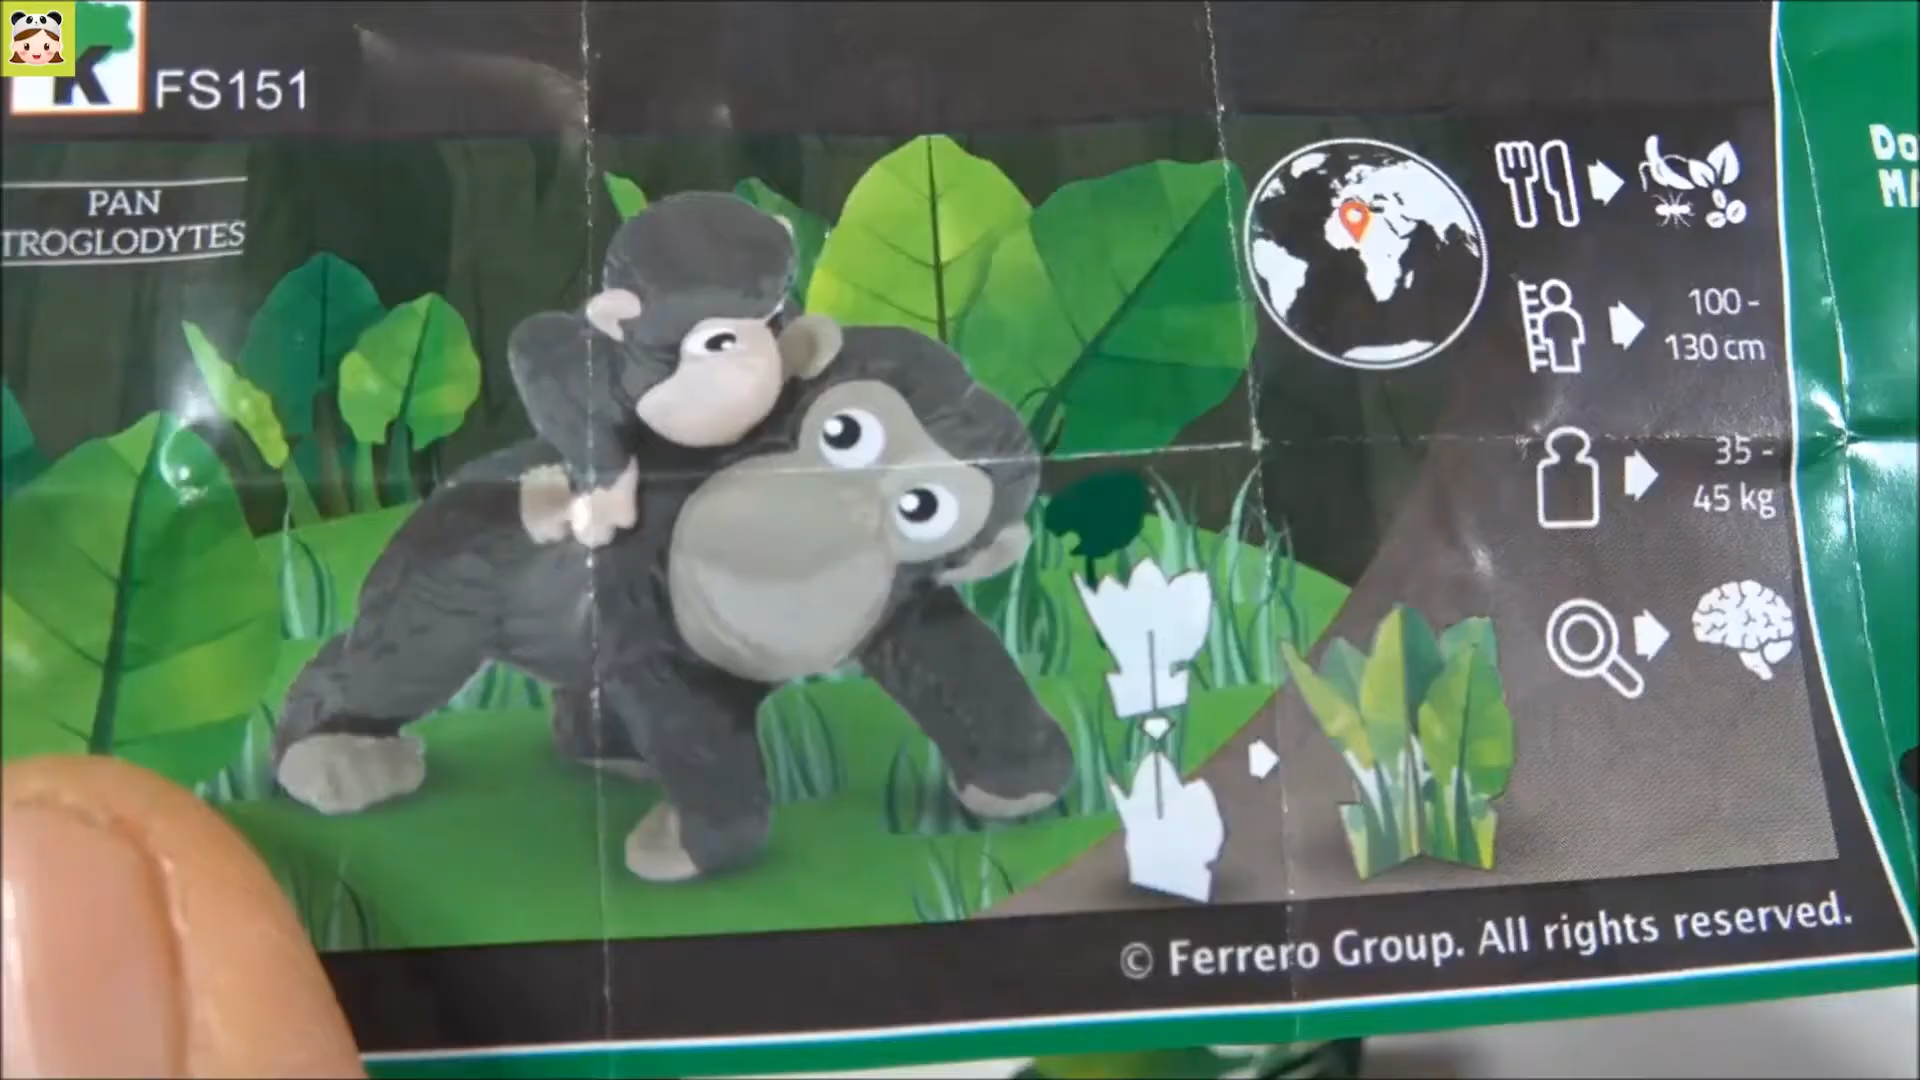 K
FS151
PAN
TROGLODYTES
100 -
130 cm
35 -
45 kg
© Ferrero Group. All rights reserved.